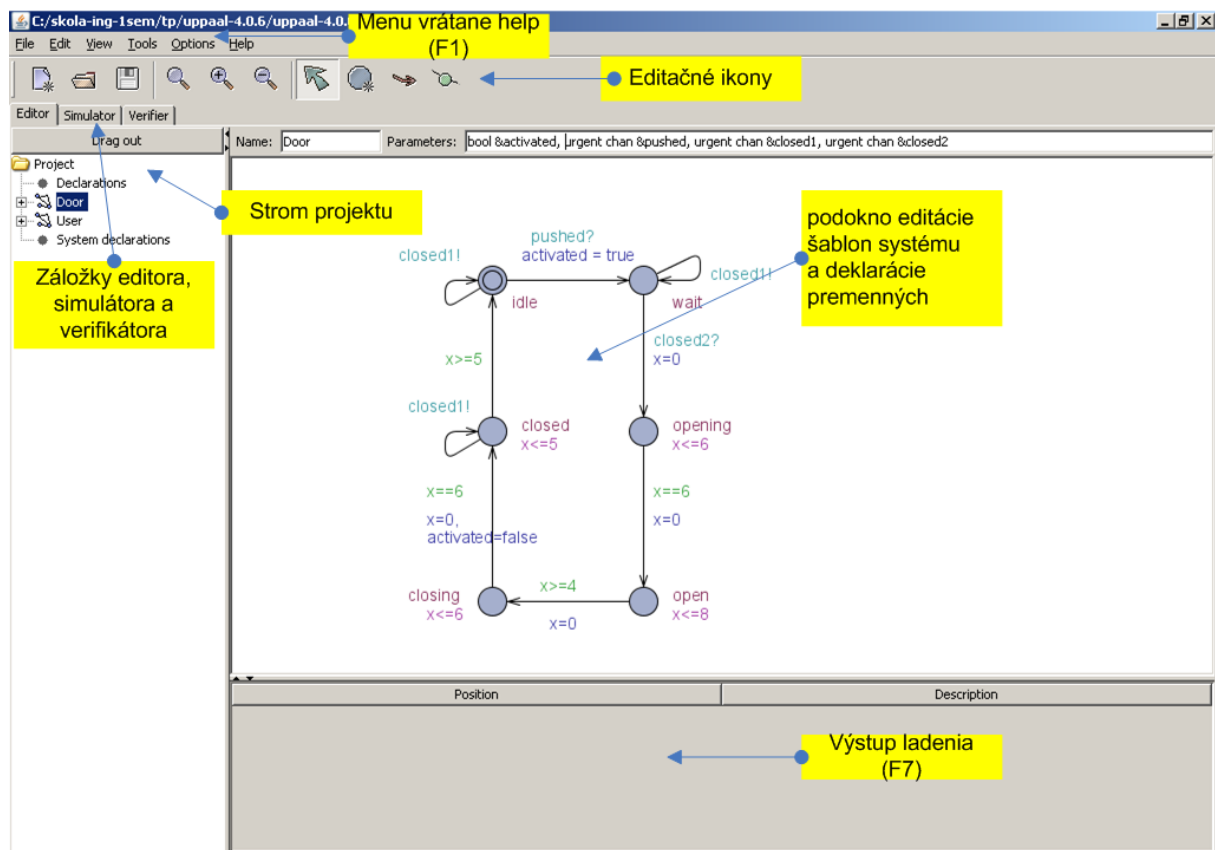 C:/skola-ing-1sem/tp/uppaal-4.0.6/uppaal-4.0.
Menu vrátane help
(F1)
File Edit View Tools Options Help
Editačné ikony
Editor Simulator Verifier
Drag out
Name: Door Parameters: bool &activated, urgent chan &pushed, urgent chan &closed1, urgent chan &closed2
Project
Declarations
Door
User
System declarations
Strom projektu
Záložky editora,
simulátora a
verifikátora
podokno editácie
šablon systému
a deklarácie
premenných
closed1!
pushed?
activated = true
closed1!
idle
wait
closed2?
x=0
x>=5
closed1!
closed
x<=5
opening
x<=6
x==6
x=0,
activated=false
x==6
x=0
closing
x<=6
x>=4
x=0
open
x<=8
Position Description
Výstup ladenia
(F7)